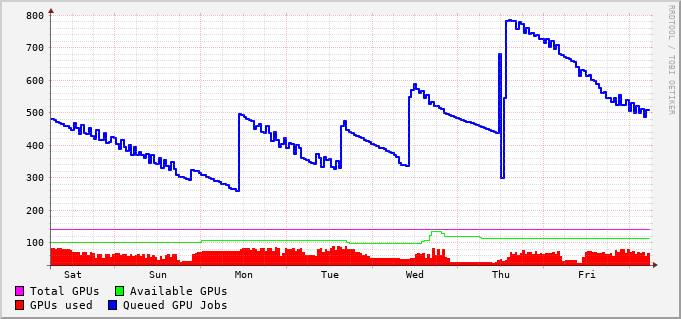 800
700
600
500
400
300
200
100
Sat Sun Mon Tue Wed Thu Fri
Total GPUs Available GPUs
GPUs used Queued GPU Jobs
RRDTOOL / TOBI OETIKER